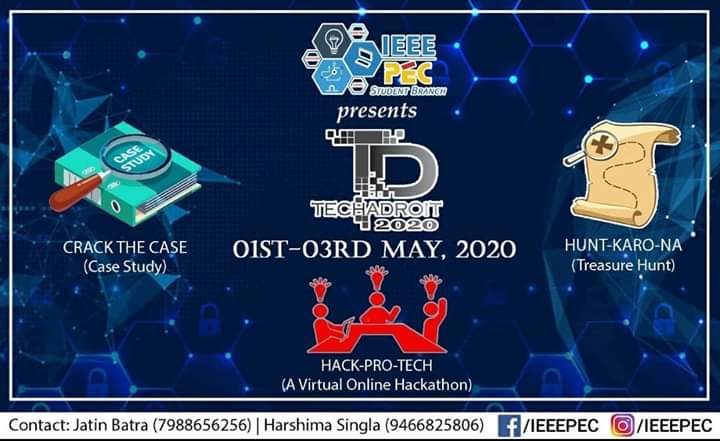 IEEE
PEC
STUDENT BRANCH
presents
TD
TECHADROIT
2020
01ST-03RD MAY, 2020
CASE
STUDY
CRACK THE CASE
(Case Study)
HUNT-KARO-NA
(Treasure Hunt)
HACK-PRO-TECH
(A Virtual Online Hackathon)
Contact: Jatin Batra (7988656256) | Harshima Singla (9466825806) /IEEEPEC /IEEEPEC